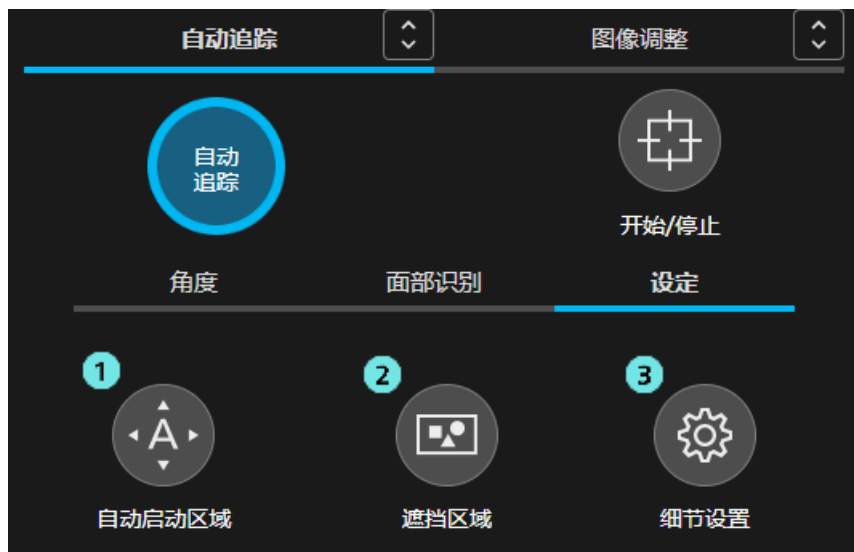 自动追踪
图像调整
自动
追踪
开始/停止
角度
面部识别
设定
1
2
3
A
自动启动区域
遮挡区域
细节设置